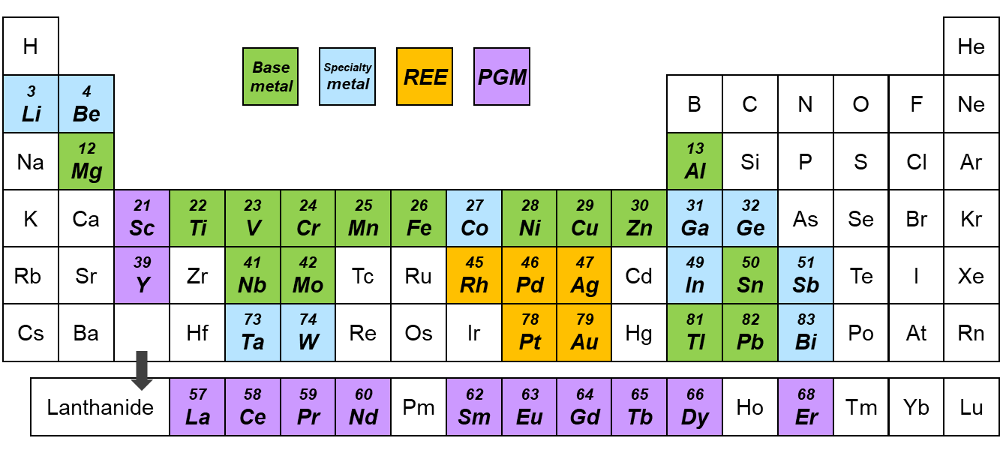 H
He
Base
metal
Specialty
metal
REE
PGM
3
Li
4
Be
B
C
N
O
F
Ne
Na
12
Mg
13
Al
Si
P
S
Cl
Ar
K
Ca
21
Sc
22
Ti
23
V
24
Cr
25
Mn
26
Fe
27
Co
28
Ni
29
Cu
30
Zn
31
Ga
32
Ge
As
Se
Br
Kr
Rb
Sr
39
Y
Zr
41
Nb
42
Mo
Tc
Ru
45
Rh
46
Pd
47
Ag
Cd
49
In
50
Sn
51
Sb
Te
I
Xe
Cs
Ba
Hf
73
Ta
74
W
Re
Os
Ir
78
Pt
79
Au
Hg
81
Tl
82
Pb
83
Bi
Po
At
Rn
Lanthanide
57
La
58
Ce
59
Pr
60
Nd
Pm
62
Sm
63
Eu
64
Gd
65
Tb
66
Dy
Ho
68
Er
Tm
Yb
Lu